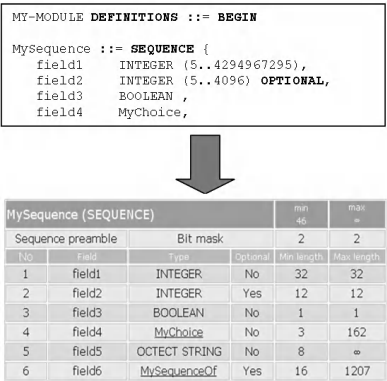 MY-MODULE DEFINITIONS ::= BEGIN
MySequence ::= SEQUENCE {
field1 INTEGER (5..4294967295),
field2 INTEGER (5..4096) OPTIONAL,
field3 BOOLEAN ,
field4 MyChoice,
MySequence (SEQUENCE) min 46 max ∞
Sequence preamble Bit mask 2 2
No Field Type Optional Min length Max length
1 field1 INTEGER No 32 32
2 field2 INTEGER Yes 12 12
3 field3 BOOLEAN No 1 1
4 field4 MyChoice No 3 162
5 field5 OCTECT STRING No 8 ∞
6 field6 MySequenceOf Yes 16 1207